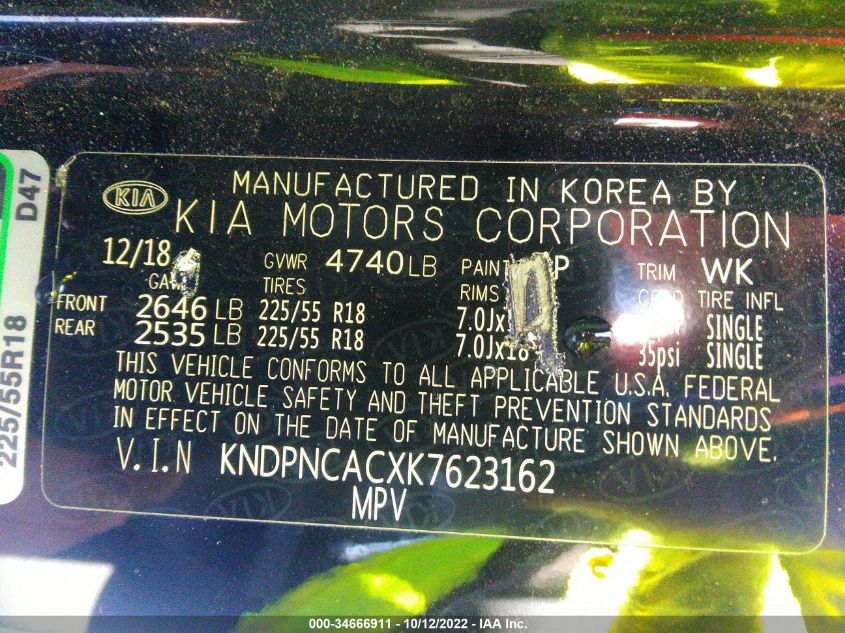 KIA
MANUFACTURED IN KOREA BY
KIA MOTORS CORPORATION
12/18 GVWR 4740LB PAINT P TRIM WK
TIRES RIMS TIRE INFL
FRONT 2646 LB 225/55 R18 SINGLE
REAR 2535 LB 225/55 R18 7.0Jx18 35psi SINGLE
THIS VEHICLE CONFORMS TO ALL APPLICABLE U.S.A. FEDERAL
MOTOR VEHICLE SAFETY AND THEFT PREVENTION STANDARDS
IN EFFECT ON THE DATE OF MANUFACTURE SHOWN ABOVE.
V.I.N KNDPNCACXK7623162
MPV
D47
225/55R18
000-34666911 - 10/12/2022 - IAA Inc.